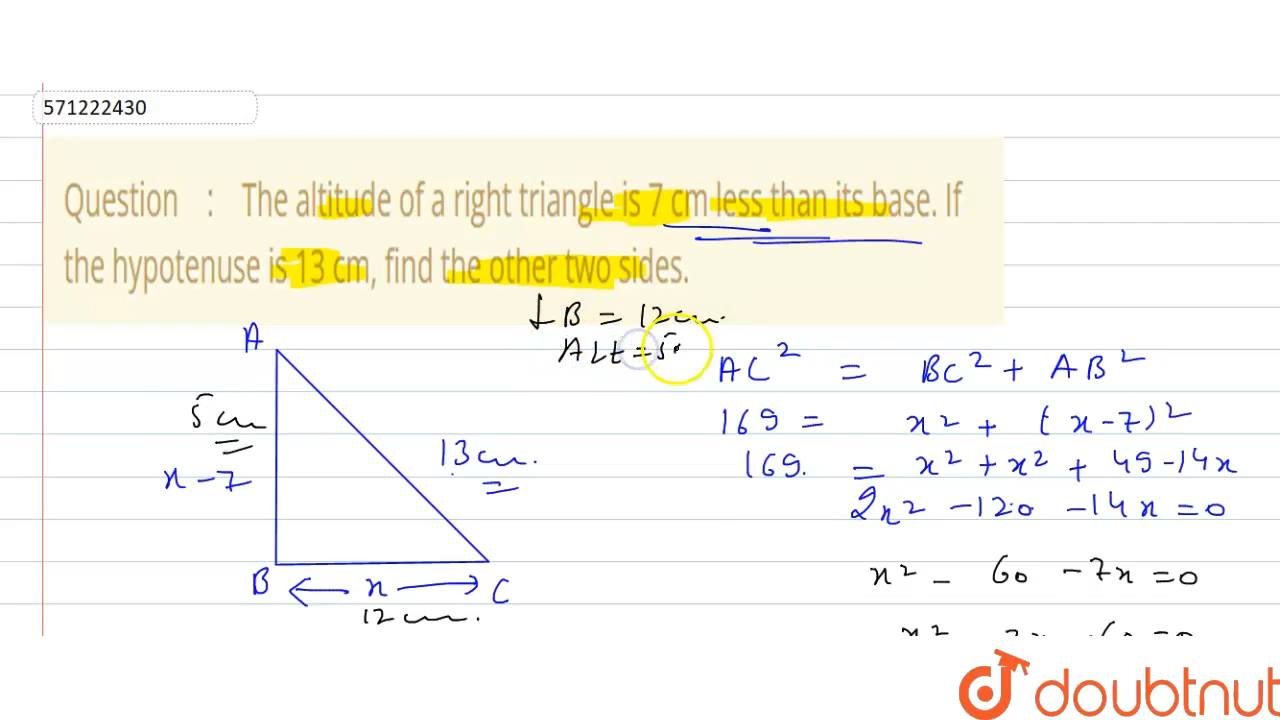 571222430
Question : The altitude of a right triangle is 7 cm less than its base. If
the hypotenuse is 13 cm, find the other two sides.
B = 12 cm.
Alt = 5
A
AC² = BC² + AB²
5 cm
169 = x² + (x-7)²
13 cm.
169. = x² + x² + 49 - 14x
x - 7
2x² - 120 - 14x = 0
x² - 60 - 7x = 0
B x C
12 cm.
doubtnut